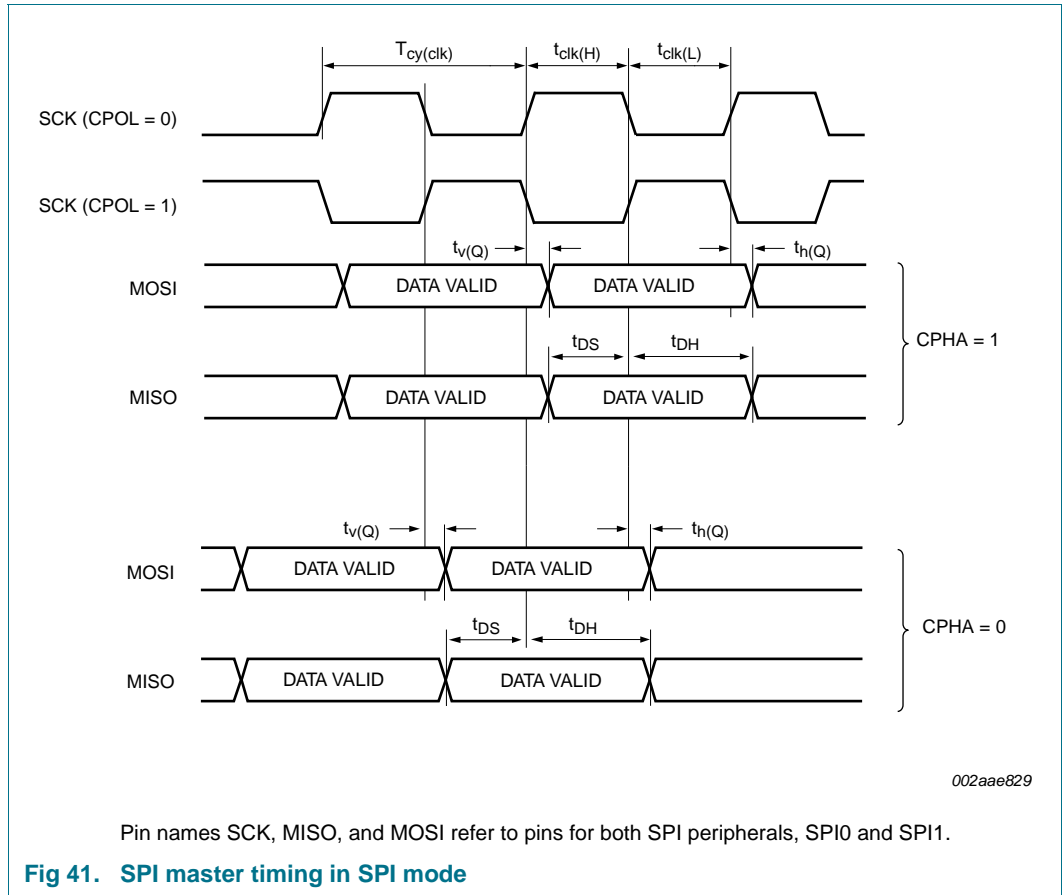 Tcy(clk) tclk(H) tclk(L)
SCK (CPOL = 0)
SCK (CPOL = 1)
tv(Q) th(Q)
MOSI DATA VALID DATA VALID
CPHA = 1
tDS tDH
MISO DATA VALID DATA VALID
tv(Q) th(Q)
MOSI DATA VALID DATA VALID
CPHA = 0
tDS tDH
MISO DATA VALID DATA VALID
002aae829
Pin names SCK, MISO, and MOSI refer to pins for both SPI peripherals, SPI0 and SPI1.
Fig 41. SPI master timing in SPI mode